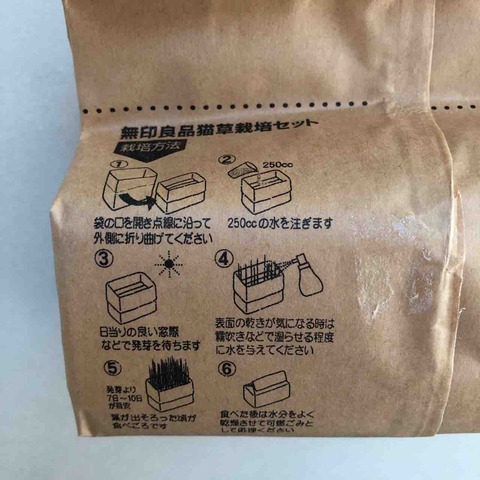 無印良品猫草栽培セット
栽培方法
①
②
250cc
袋の口を開き点線に沿って
外側に折り曲げてください
250ccの水を注ぎます
③
④
日当りの良い窓際
などで発芽を待ちます
表面の乾きが気になる時は
霧吹きなどで湿らせる程度
に水を与えてください
⑤
発芽より
7日〜10日
が目安
葉が出そろった頃が
食べごろです
⑥
食べた後は水分をよく
乾燥させて可燃ごみと
して処理ください